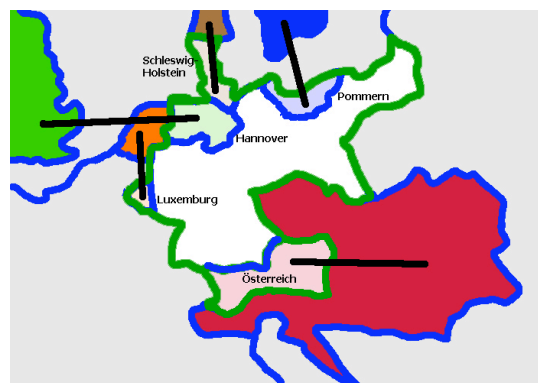 Schleswig-
Holstein
Pommern
Hannover
Luxemburg
Österreich